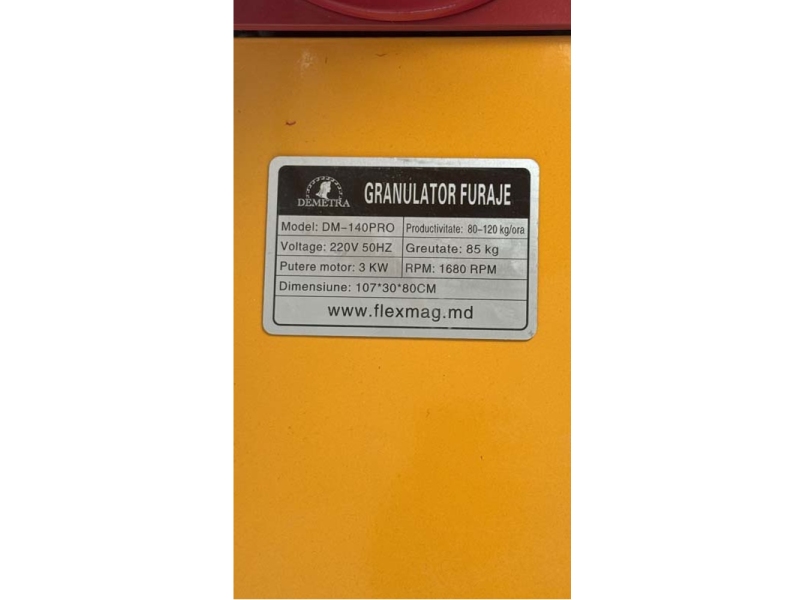 GRANULATOR FURAJE
DEMETRA
Model: DM-140PRO
Productivitate: 80-120 kg/ora
Voltage: 220V 50HZ
Greutate: 85 kg
Putere motor: 3 KW
RPM: 1680 RPM
Dimensiune: 107*30*80CM
www.flexmag.md